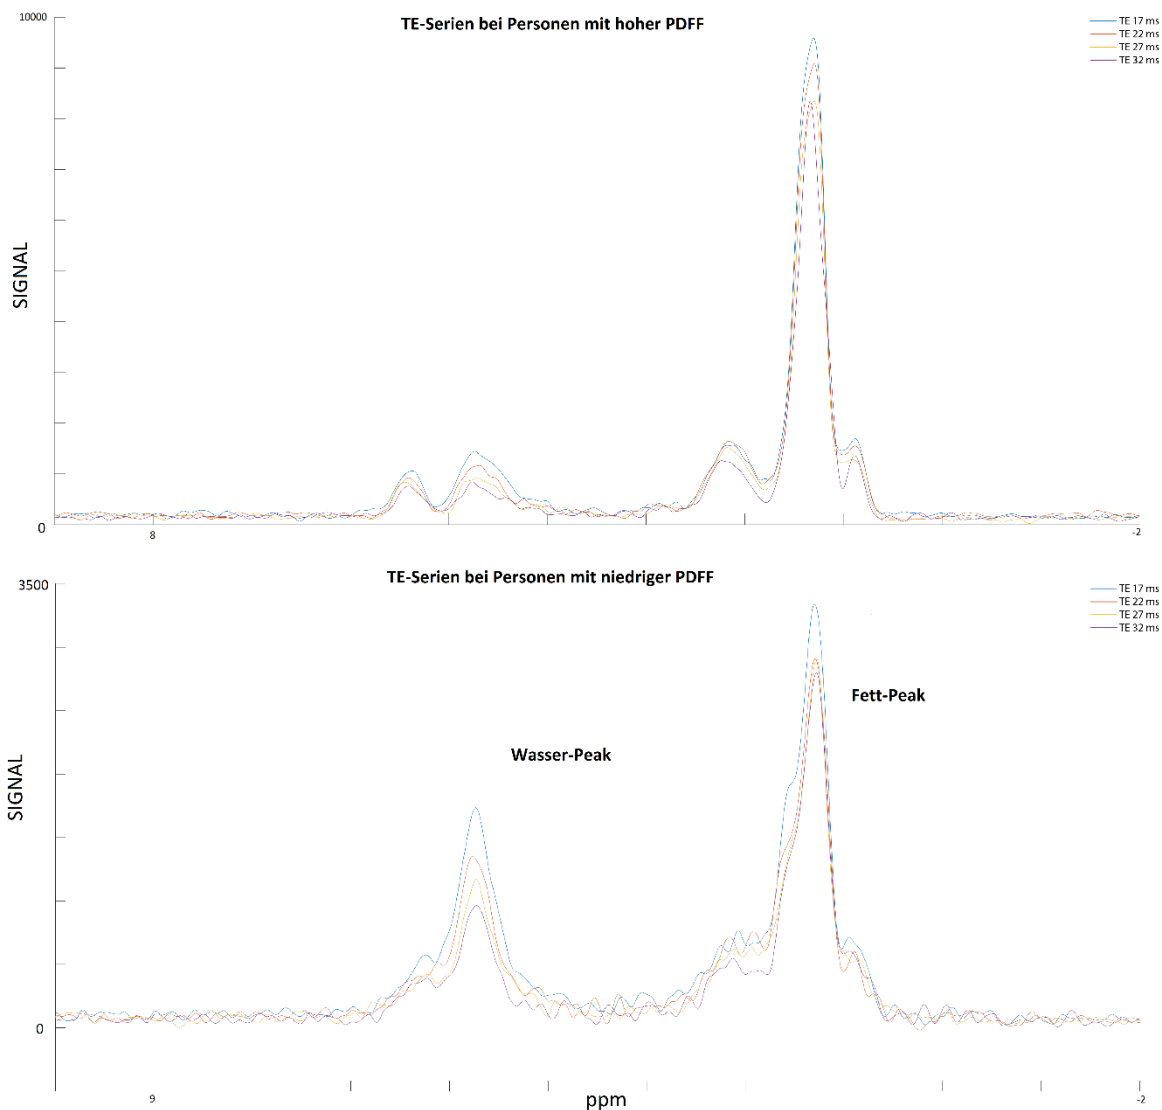 10000
TE-Serien bei Personen mit hoher PDFF
TE 17 ms
TE 22 ms
TE 27 ms
TE 32 ms
SIGNAL
0
8
-2
3500
TE-Serien bei Personen mit niedriger PDFF
TE 17 ms
TE 22 ms
TE 27 ms
TE 32 ms
Fett-Peak
Wasser-Peak
SIGNAL
0
9
ppm
-2